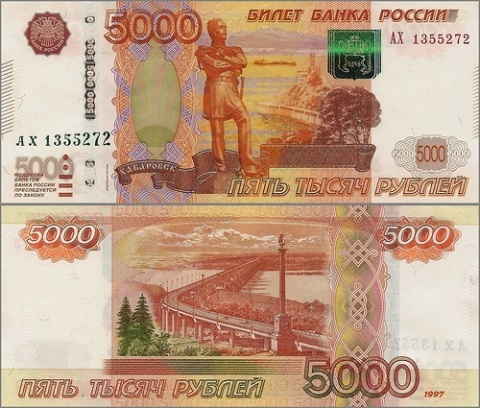 5000
БИЛЕТ БАНКА РОССИИ
АХ 1355272
5000
АХ 1355272
5000
ПОДДЕЛКА
БИЛЕТОВ
БАНКА РОССИИ
ПРЕСЛЕДУЕТСЯ
ПО ЗАКОНУ
ХАБАРОВСК
5000
ПЯТЬ ТЫСЯЧ РУБЛЕЙ
5000
5000
ПЯТЬ ТЫСЯЧ РУБЛЕЙ
5000
1997